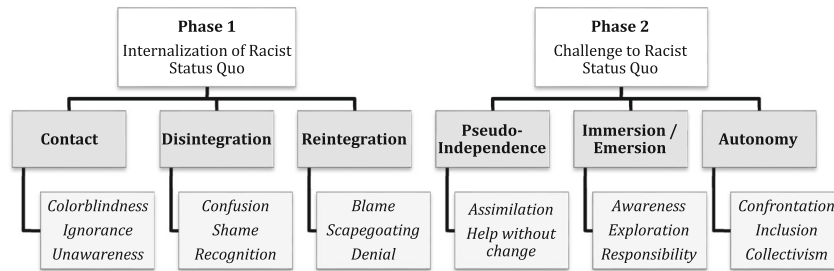 Phase 1
Internalization of Racist
Status Quo
Phase 2
Challenge to Racist
Status Quo
Contact
Disintegration
Reintegration
Pseudo-
Independence
Immersion /
Emersion
Autonomy
Colorblindness
Ignorance
Unawareness
Confusion
Shame
Recognition
Blame
Scapegoating
Denial
Assimilation
Help without
change
Awareness
Exploration
Responsibility
Confrontation
Inclusion
Collectivism